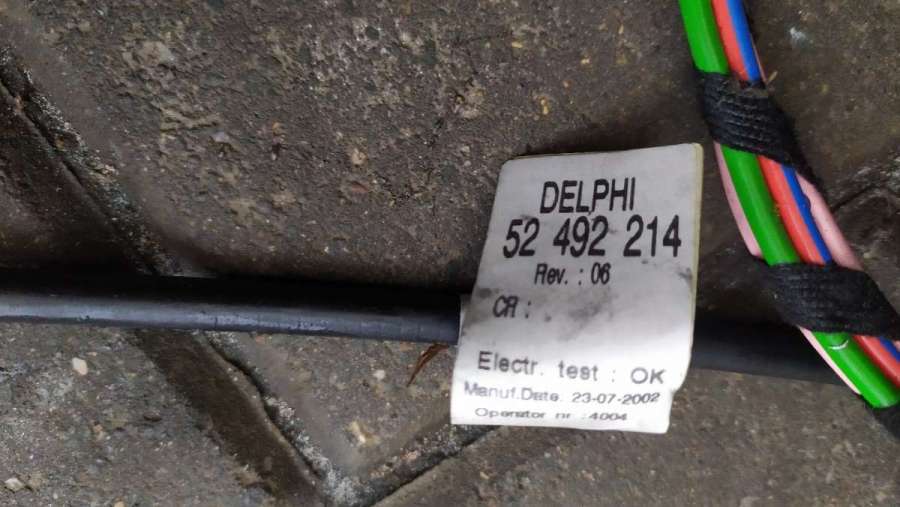 DELPHI
52 492 214
Rev. : 06
CR :
Electr. test : OK
Manuf.Date. 23-07-2002
Operator nr :4004